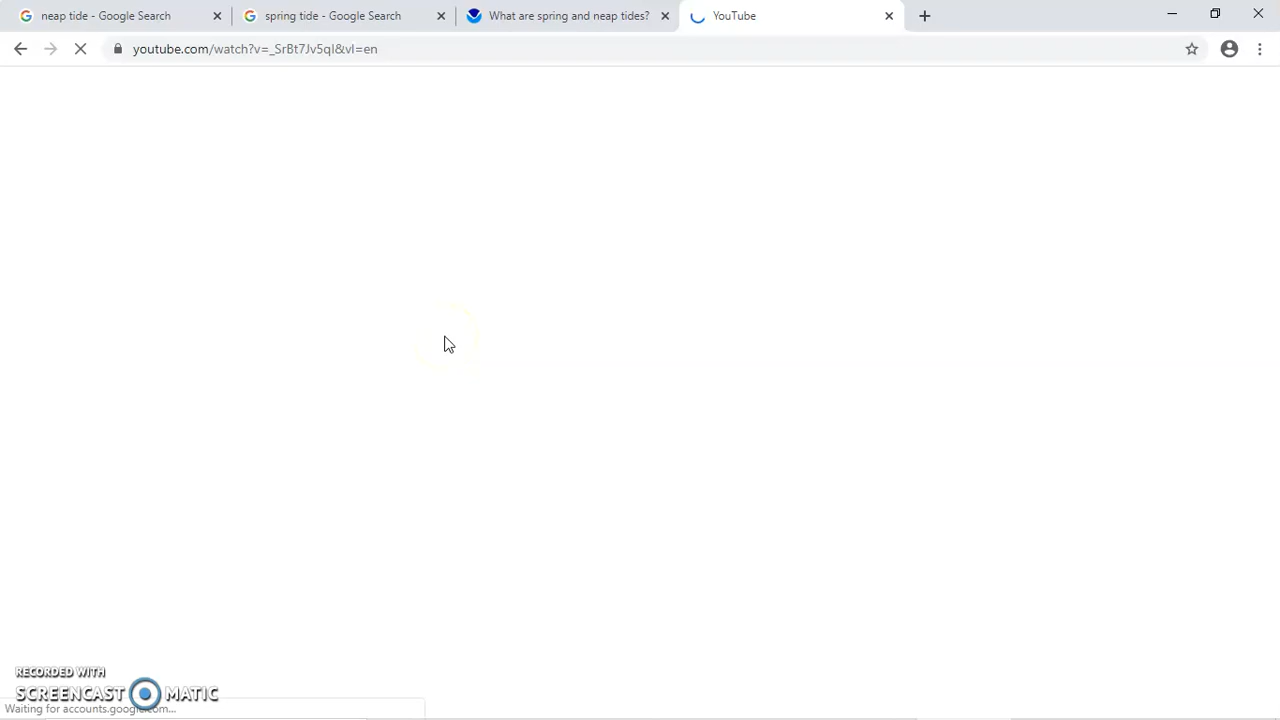 neap tide - Google Search
spring tide - Google Search
What are spring and neap tides?
YouTube
youtube.com/watch?v=_SrBt7Jv5qI&vl=en
RECORDED WITH
SCREENCAST MATIC
Waiting for accounts.google.com...